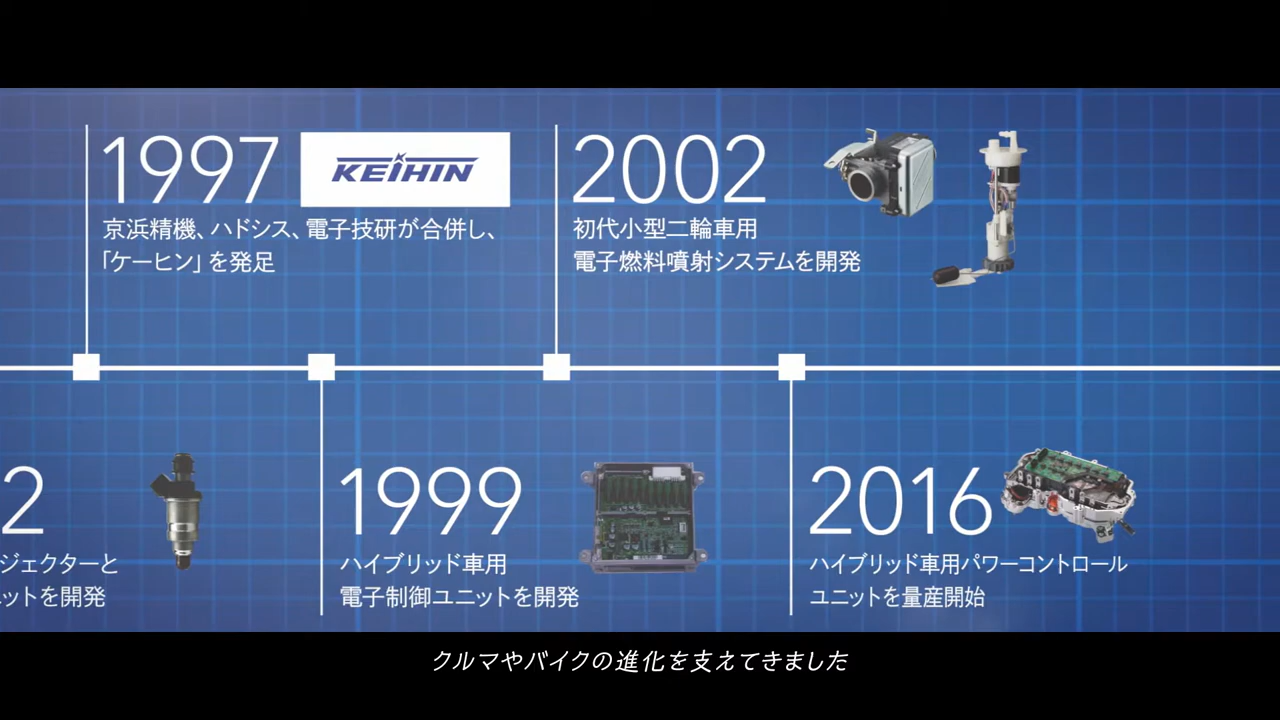 1997
KEIHIN
京浜精機、ハドシス、電子技研が合併し、
「ケーヒン」を発足
2002
初代小型二輪車用
電子燃料噴射システムを開発
2
ジェクターと
ットを開発
1999
ハイブリッド車用
電子制御ユニットを開発
2016
ハイブリッド車用パワーコントロール
ユニットを量産開始
クルマやバイクの進化を支えてきました